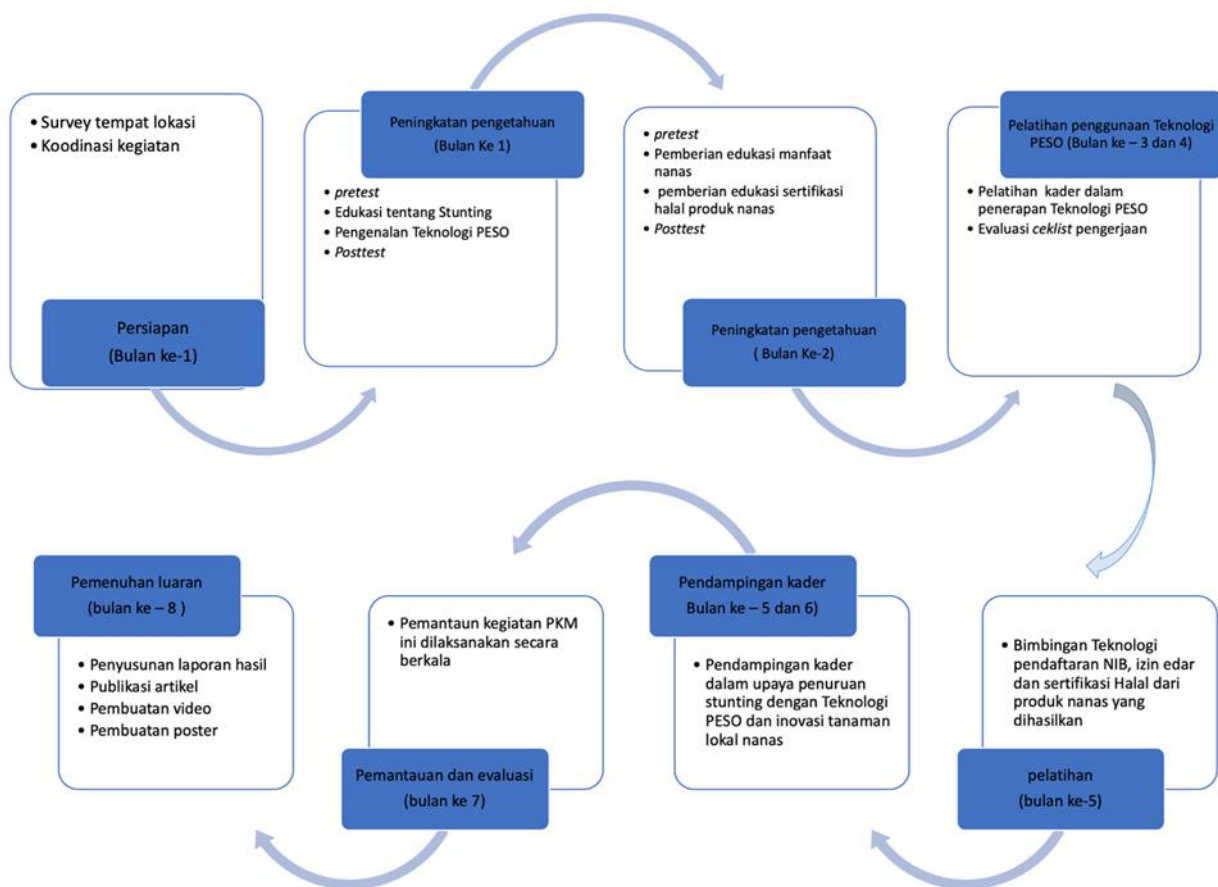 • Survey tempat lokasi
• Koodinasi kegiatan
Persiapan
(Bulan ke-1)
Peningkatan pengetahuan
(Bulan Ke 1)
• pretest
• Edukasi tentang Stunting
• Pengenalan Teknologi PESO
• Posttest
• pretest
• Pemberian edukasi manfaat
nanas
• pemberian edukasi sertifikasi
halal produk nanas
• Posttest
Peningkatan pengetahuan
( Bulan Ke-2)
Pelatihan penggunaan Teknologi
PESO (Bulan ke – 3 dan 4)
• Pelatihan kader dalam
penerapan Teknologi PESO
• Evaluasi ceklist pengerjaan
• Bimbingan Teknologi
pendaftaran NIB, izin edar
dan sertifikasi Halal dari
produk nanas yang
dihasilkan
pelatihan
(bulan ke-5)
Pendampingan kader
Bulan ke – 5 dan 6)
• Pendampingan kader
dalam upaya penuruan
stunting dengan Teknologi
PESO dan inovasi tanaman
lokal nanas
• Pemantaun kegiatan PKM
ini dilaksanakan secara
berkala
Pemantauan dan evaluasi
(bulan ke 7)
Pemenuhan luaran
(bulan ke – 8 )
• Penyusunan laporan hasil
• Publikasi artikel
• Pembuatan video
• Pembuatan poster